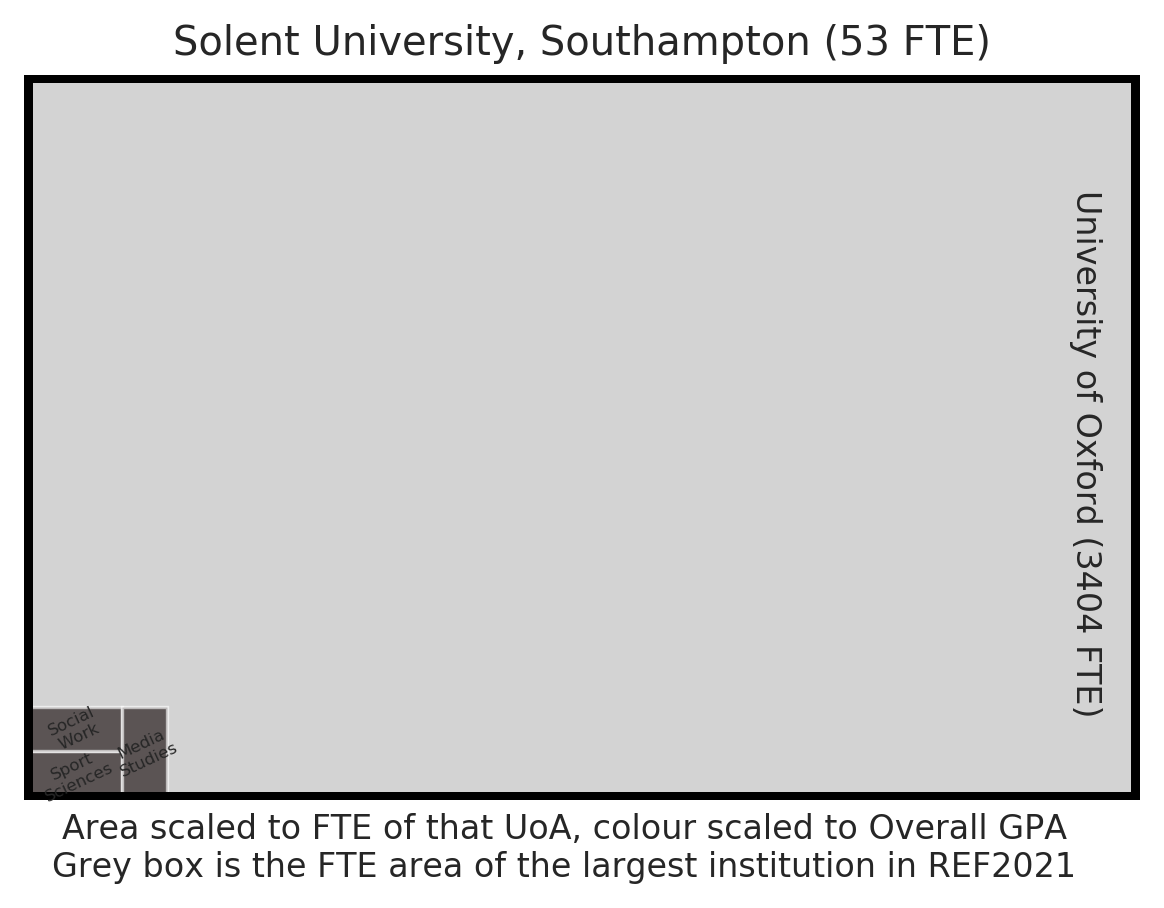 Solent University, Southampton (53 FTE)
University of Oxford (3404 FTE)
Social
Work
Media
Studies
Sport
Sciences
Area scaled to FTE of that UoA, colour scaled to Overall GPA
Grey box is the FTE area of the largest institution in REF2021